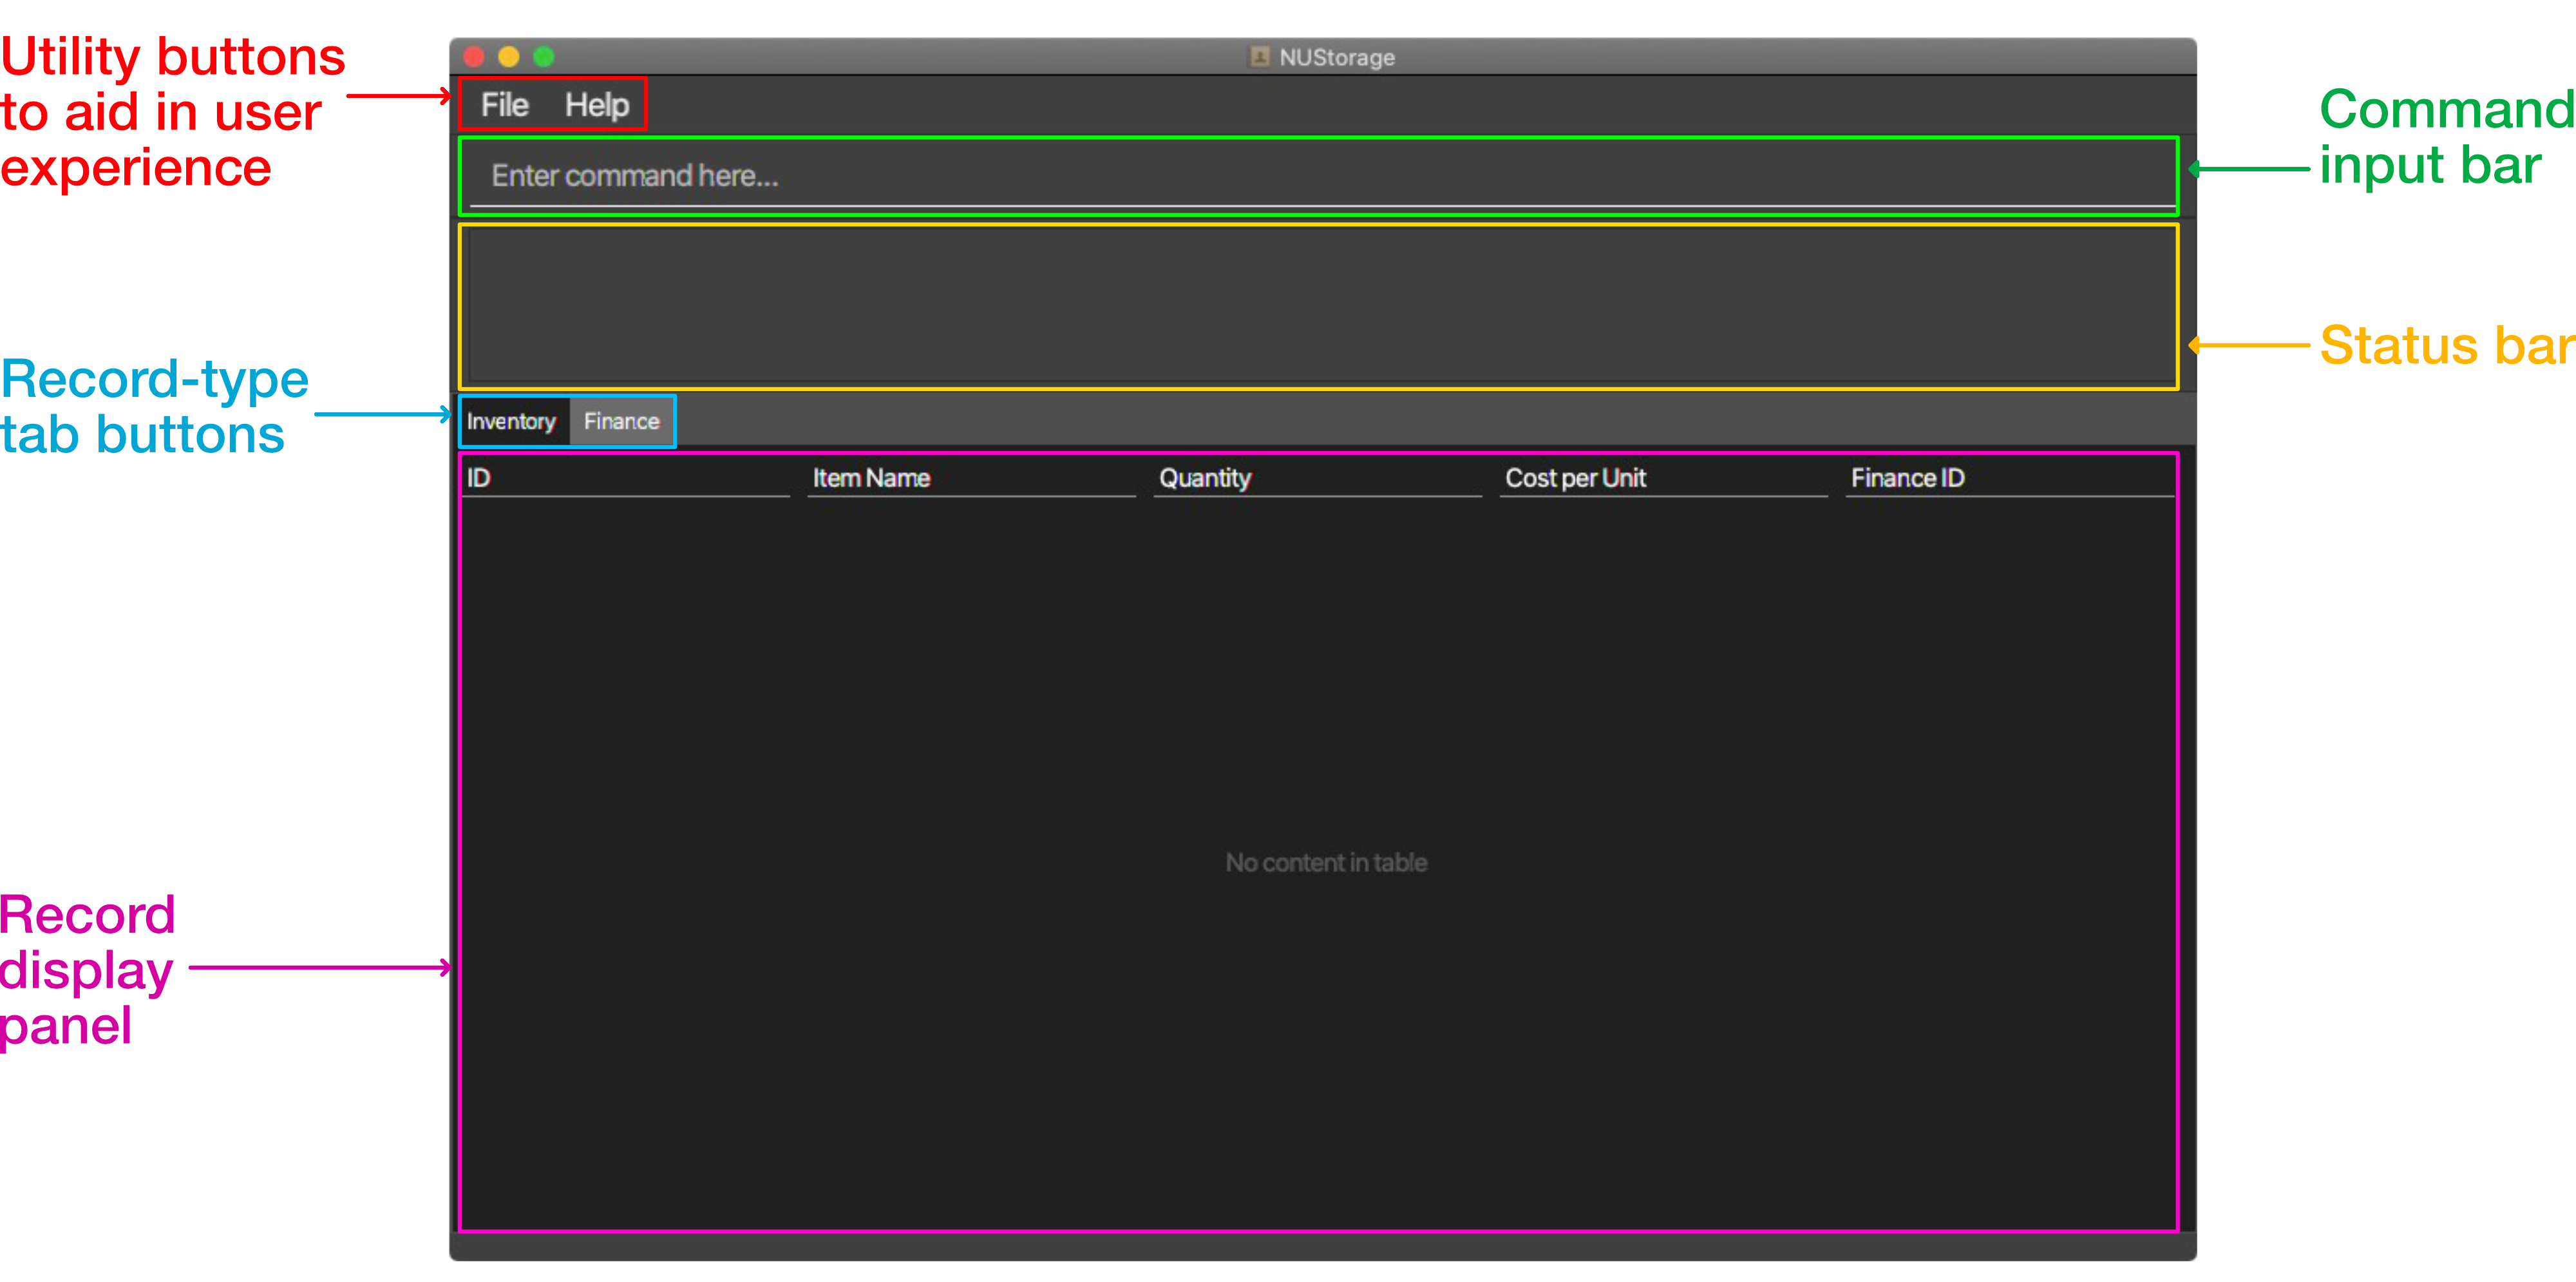 Utility buttons
to aid in user
experience
NUStorage
File Help
Enter command here...
Command
input bar
Status bar
Record-type
tab buttons
Inventory Finance
ID Item Name Quantity Cost per Unit Finance ID
No content in table
Record
display
panel